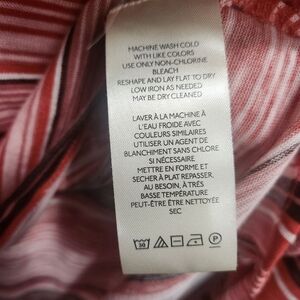 MACHINE WASH COLD
WITH LIKE COLORS
USE ONLY NON-CHLORINE
BLEACH
RESHAPE AND LAY FLAT TO DRY
LOW IRON AS NEEDED
MAY BE DRY CLEANED
LAVER À LA MACHINE À
L'EAU FROIDE AVEC
COULEURS SIMILAIRES
UTILISER UN AGENT DE
BLANCHIMENT SANS CHLORE
SI NÉCESSAIRE
METTRE EN FORME ET
SECHER À PLAT REPASSER,
AU BESOIN, À TRÈS
BASSE TEMPÉRATURE
PEUT-ÊTRE ÊTRE NETTOYÉE
SEC
30
P